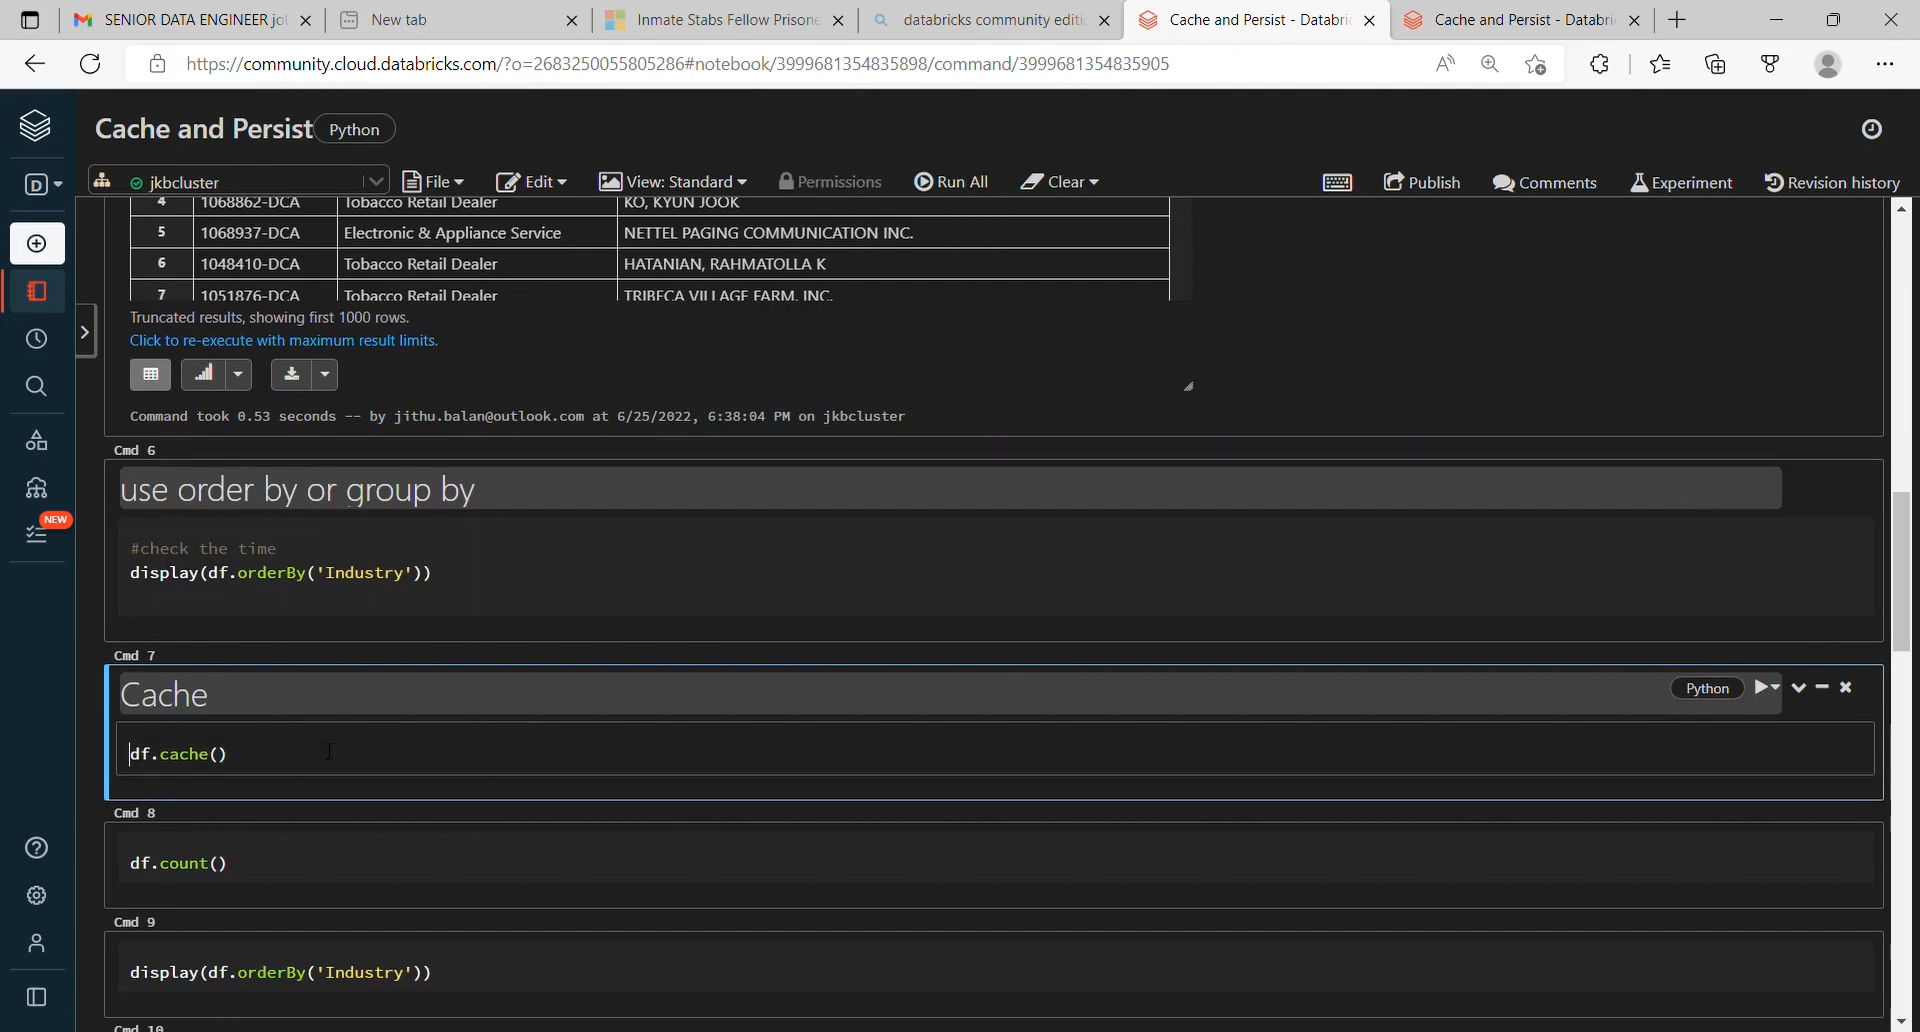 SENIOR DATA ENGINEER jo
New tab
Inmate Stabs Fellow Prisone
databricks community editi
Cache and Persist - Databri
Cache and Persist - Databri
https://community.cloud.databricks.com/?o=2683250055805286#notebook/3999681354835898/command/3999681354835905
Cache and Persist Python
D
jkbcluster File Edit View: Standard Permissions Run All Clear Publish Comments Experiment Revision history
4 1068862-DCA Tobacco Retail Dealer KO, KYUN JOOK
5 1068937-DCA Electronic & Appliance Service NETTEL PAGING COMMUNICATION INC.
6 1048410-DCA Tobacco Retail Dealer HATANIAN, RAHMATOLLA K
7 1051876-DCA Tobacco Retail Dealer TRIBECA VILLAGE FARM, INC.
Truncated results, showing first 1000 rows.
Click to re-execute with maximum result limits.
Command took 0.53 seconds -- by jithu.balan@outlook.com at 6/25/2022, 6:38:04 PM on jkbcluster
Cmd 6
use order by or group by
NEW
#check the time
display(df.orderBy('Industry'))
Cmd 7
Cache
Python
df.cache()
Cmd 8
df.count()
Cmd 9
display(df.orderBy('Industry'))
Cmd 10